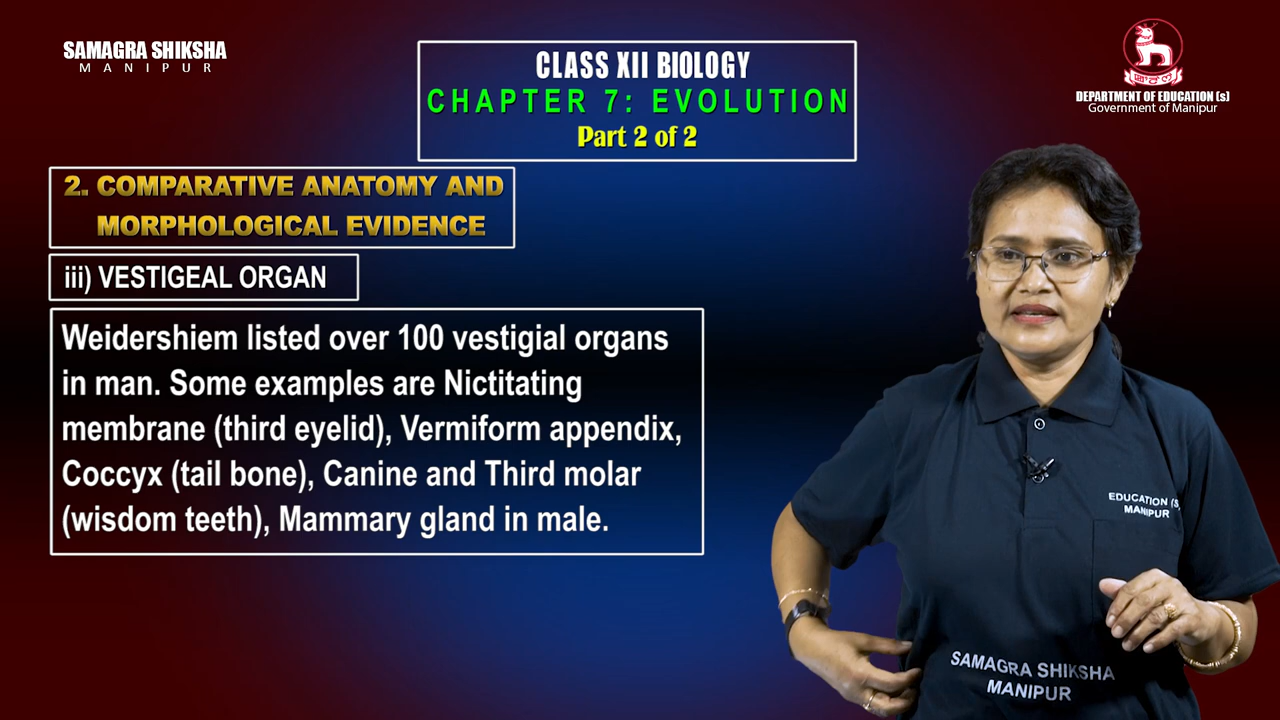 SAMAGRA SHIKSHA
MANIPUR
CLASS XII BIOLOGY
CHAPTER 7: EVOLUTION
Part 2 of 2
DEPARTMENT OF EDUCATION (s)
Government of Manipur
2. COMPARATIVE ANATOMY AND
MORPHOLOGICAL EVIDENCE
iii) VESTIGEAL ORGAN
Weidershiem listed over 100 vestigial organs
in man. Some examples are Nictitating
membrane (third eyelid), Vermiform appendix,
Coccyx (tail bone), Canine and Third molar
(wisdom teeth), Mammary gland in male.
EDUCATION (S
MANIPUR
SAMAGRA SHIKSHA
MANIPUR